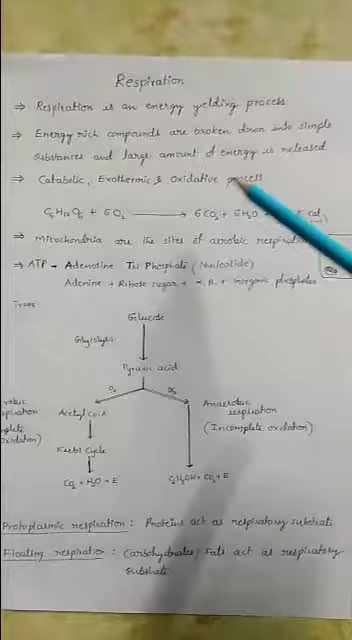 Respiration
⇒ Respiration is an energy yielding process
⇒ Energy rich compounds are broken down into simple
substances and large amount of energy is released
⇒ Catabolic, Exothermic & Oxidative process
C6H12O6 + 6O2 → 6CO2 + 6H2O + cal
⇒ Mitochondria are the sites of aerobic respiration
⇒ ATP - Adenosine Tri Phosphate (Nucleotide)
Adenine + Ribose sugar + inorganic phosphates
Types:
Glucose
Glycolysis
Pyruvic acid
O2
Acetyl CoA
Kreb's Cycle
CO2 + H2O + E
Anaerobic
respiration
(Incomplete oxidation)
C2H5OH + CO2 + E
Protoplasmic respiration : Proteins act as respiratory substrate
Floating respiration : Carbohydrates / Fats act as respiratory
substrate